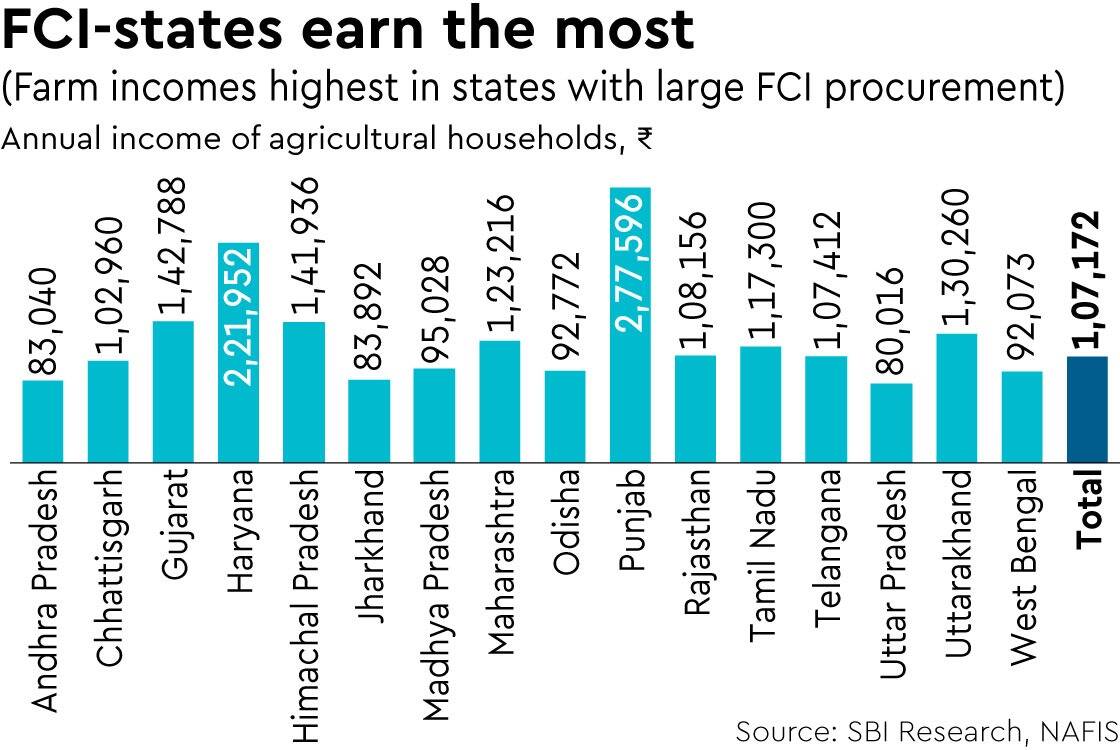 FCI-states earn the most
(Farm incomes highest in states with large FCI procurement)
Annual income of agricultural households, ₹
83,040
1,02,960
1,42,788
2,21,952
1,41,936
83,892
95,028
1,23,216
92,772
2,77,596
1,08,156
1,17,300
1,07,412
80,016
1,30,260
92,073
1,07,172
Andhra Pradesh
Chhattisgarh
Gujarat
Haryana
Himachal Pradesh
Jharkhand
Madhya Pradesh
Maharashtra
Odisha
Punjab
Rajasthan
Tamil Nadu
Telangana
Uttar Pradesh
Uttarakhand
West Bengal
Total
Source: SBI Research, NAFIS